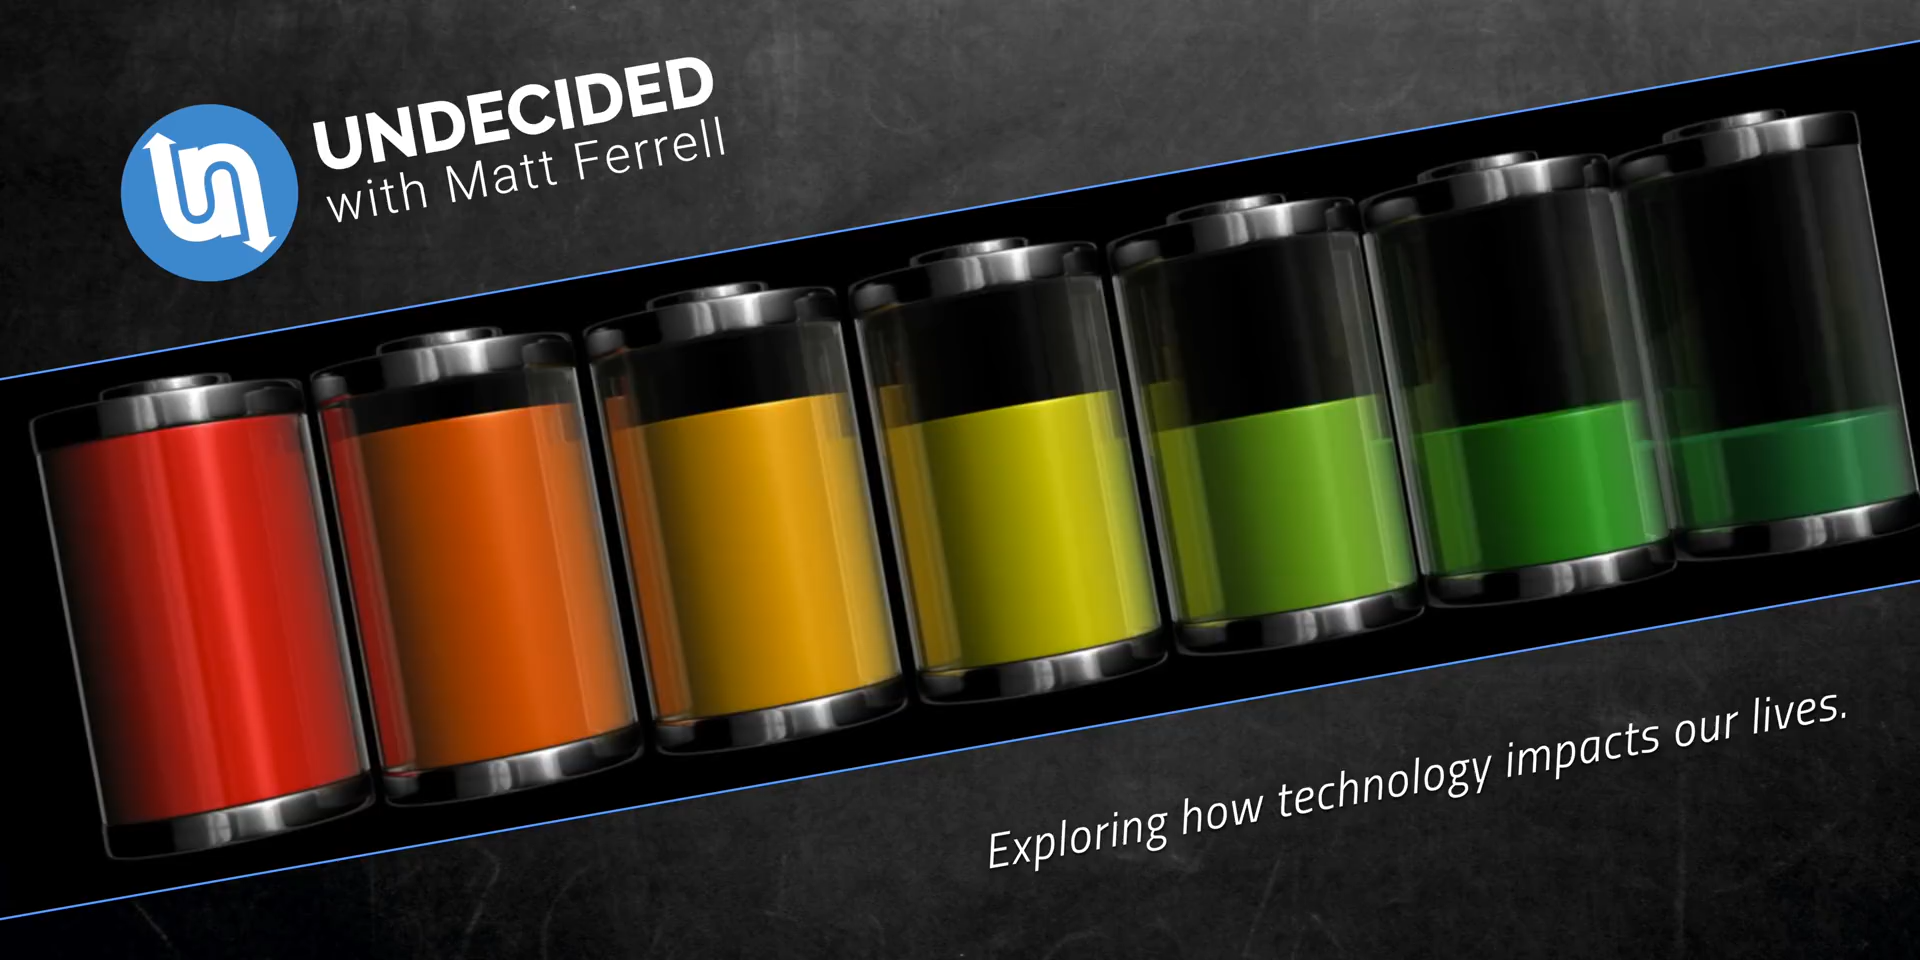 UNDECIDED
with Matt Ferrell
Exploring how technology impacts our lives.